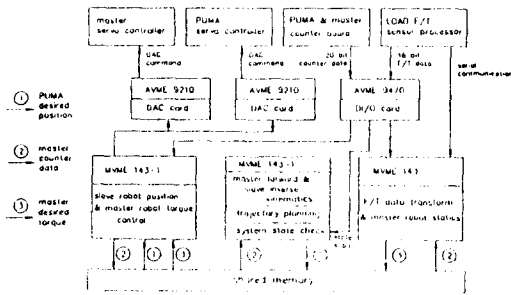 master
servo controller
PUMA
servo controller
PUMA & master
counter board
LOAD F/T
sensor processor
DAC
command
DAC
command
20-bit
counter data
16-bit
F/T data
serial
communication
AVME 9210
DAC card
AVME 9210
DAC card
AVME 9470
DI/O card
① PUMA
desired
position
② master
counter
data
③ master
desired
torque
MVME 143-1
slave robot position
& master robot torque
control
MVME 143-1
master forward &
slave inverse
kinematics
trajectory planning
system state check
MVME 143
F/T data transform
& master robot statics
② ① ③ ② ③ ②
shared memory